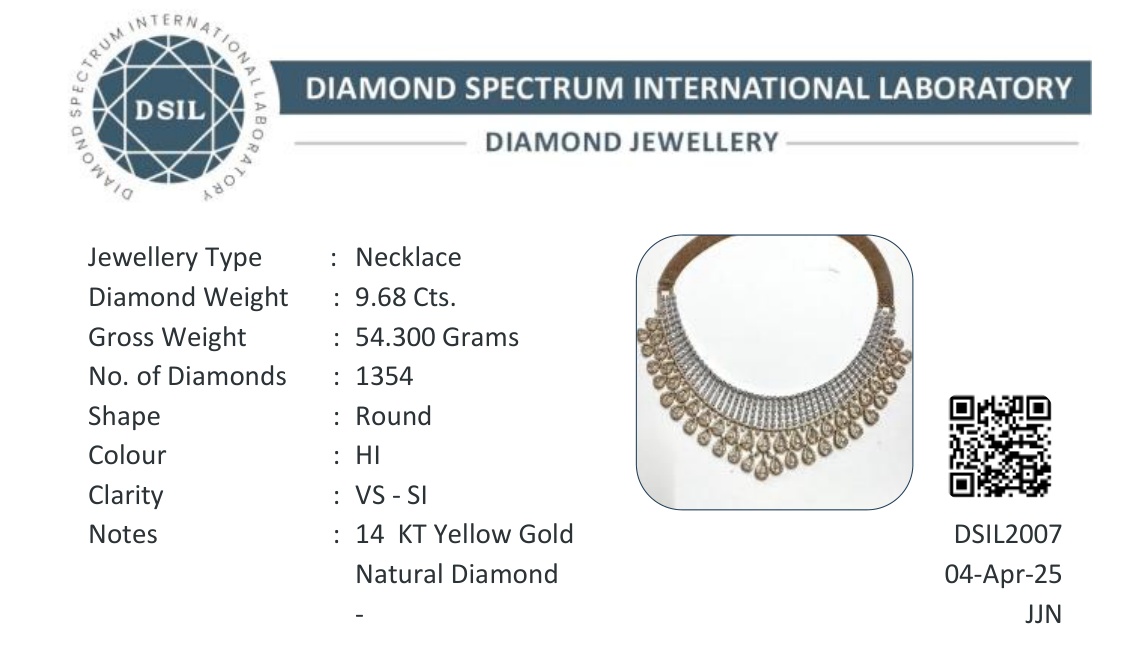 DIAMOND SPECTRUM INTERNATIONAL LABORATORY
DSIL
DIAMOND SPECTRUM INTERNATIONAL LABORATORY
DIAMOND JEWELLERY
Jewellery Type : Necklace
Diamond Weight : 9.68 Cts.
Gross Weight : 54.300 Grams
No. of Diamonds : 1354
Shape : Round
Colour : HI
Clarity : VS - SI
Notes : 14 KT Yellow Gold
Natural Diamond
-
DSIL2007
04-Apr-25
JJN